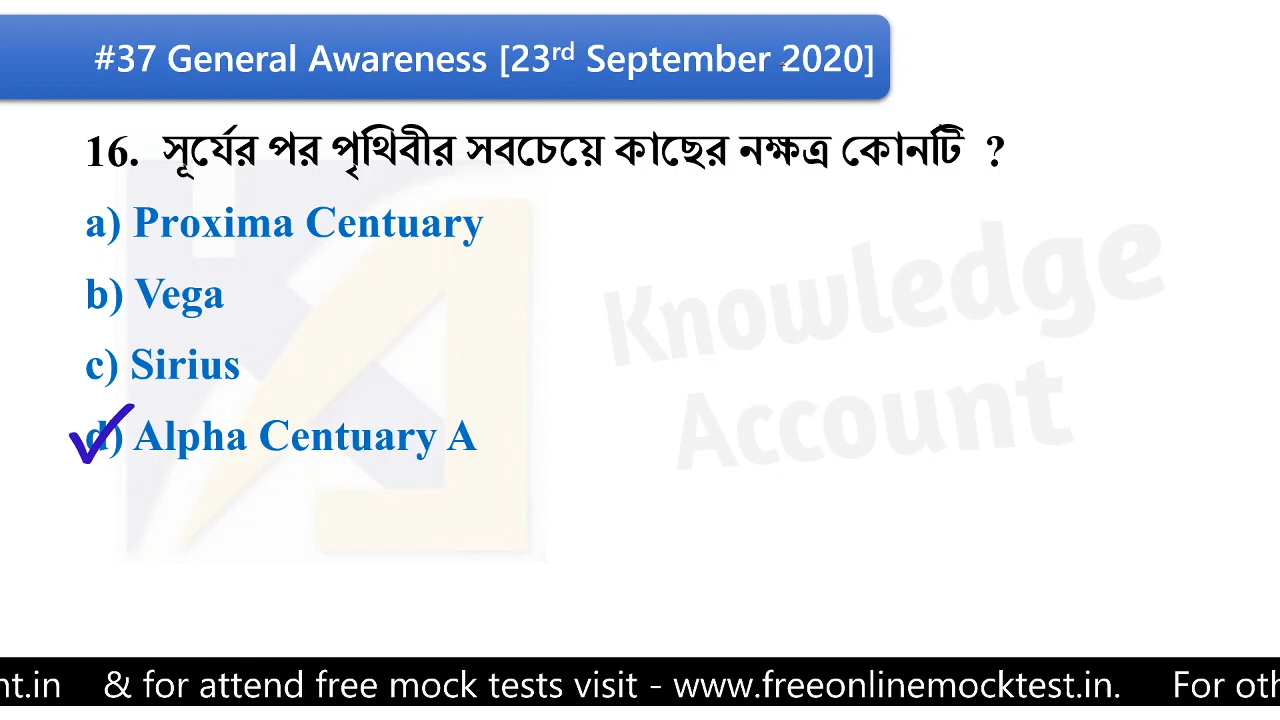 #37 General Awareness [23rd September 2020]
16. সূর্যের পর পৃথিবীর সবচেয়ে কাছের নক্ষত্র কোনটি ?
a) Proxima Centuary
b) Vega
c) Sirius
d) Alpha Centuary A
Knowledge
Account
nt.in & for attend free mock tests visit - www.freeonlinemocktest.in. For oth